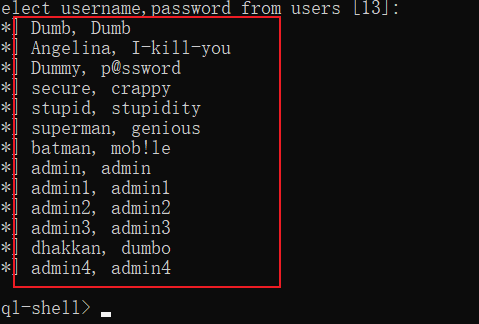 elect username,password from users [13]:
*] Dumb, Dumb
*] Angelina, I-kill-you
*] Dummy, p@ssword
*] secure, crappy
*] stupid, stupidity
*] superman, genious
*] batman, mob!le
*] admin, admin
*] admin1, admin1
*] admin2, admin2
*] admin3, admin3
*] dhakkan, dumbo
*] admin4, admin4
ql-shell>